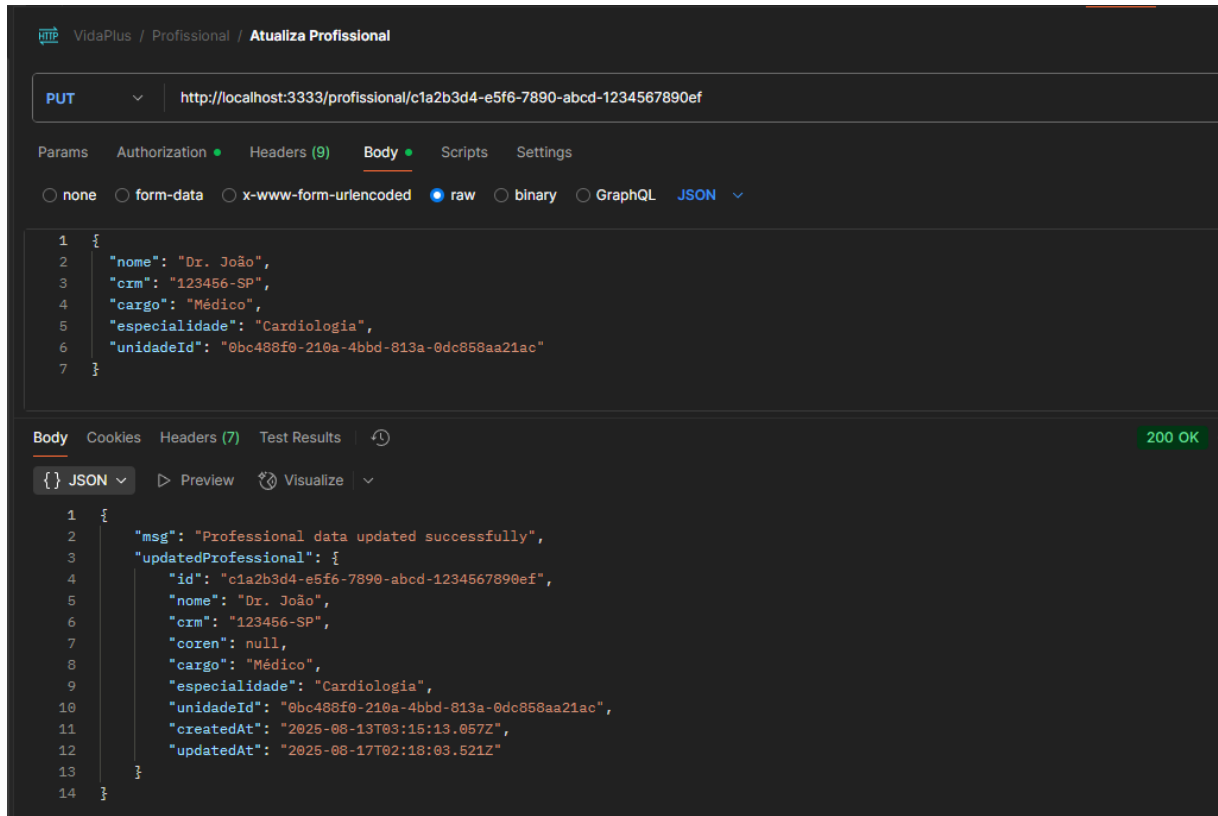 HTTP VidaPlus / Profissional / Atualiza Profissional
PUT http://localhost:3333/profissional/c1a2b3d4-e5f6-7890-abcd-1234567890ef
Params Authorization Headers (9) Body Scripts Settings
none form-data x-www-form-urlencoded raw binary GraphQL JSON
1 {
2 "nome": "Dr. João",
3 "crm": "123456-SP",
4 "cargo": "Médico",
5 "especialidade": "Cardiologia",
6 "unidadeId": "0bc488f0-210a-4bbd-813a-0dc858aa21ac"
7 }
Body Cookies Headers (7) Test Results 200 OK
{} JSON Preview Visualize
1 {
2 "msg": "Professional data updated successfully",
3 "updatedProfessional": {
4 "id": "c1a2b3d4-e5f6-7890-abcd-1234567890ef",
5 "nome": "Dr. João",
6 "crm": "123456-SP",
7 "coren": null,
8 "cargo": "Médico",
9 "especialidade": "Cardiologia",
10 "unidadeId": "0bc488f0-210a-4bbd-813a-0dc858aa21ac",
11 "createdAt": "2025-08-13T03:15:13.057Z",
12 "updatedAt": "2025-08-17T02:18:03.521Z"
13 }
14 }